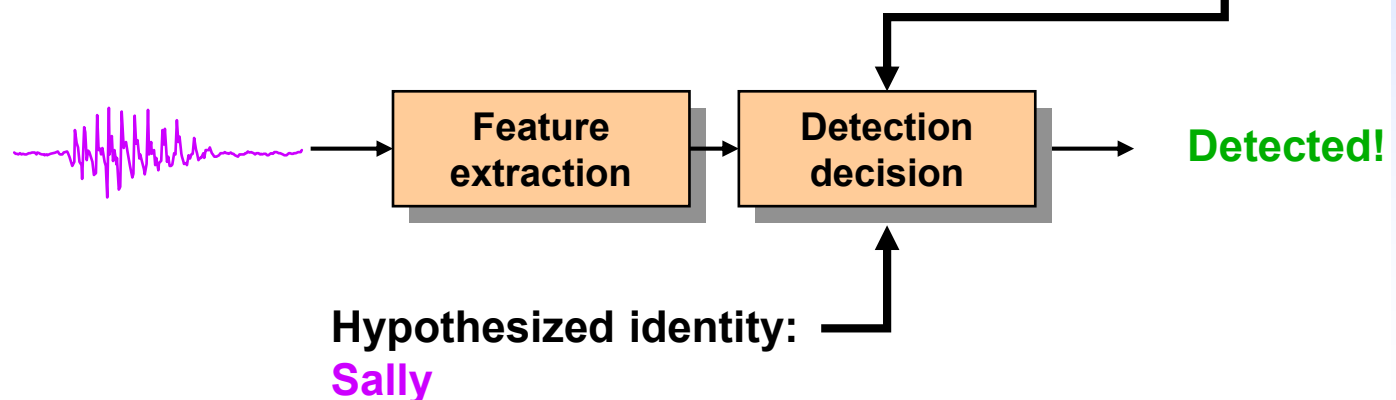 Feature
extraction
Detection
decision
Detected!
Hypothesized identity:
Sally